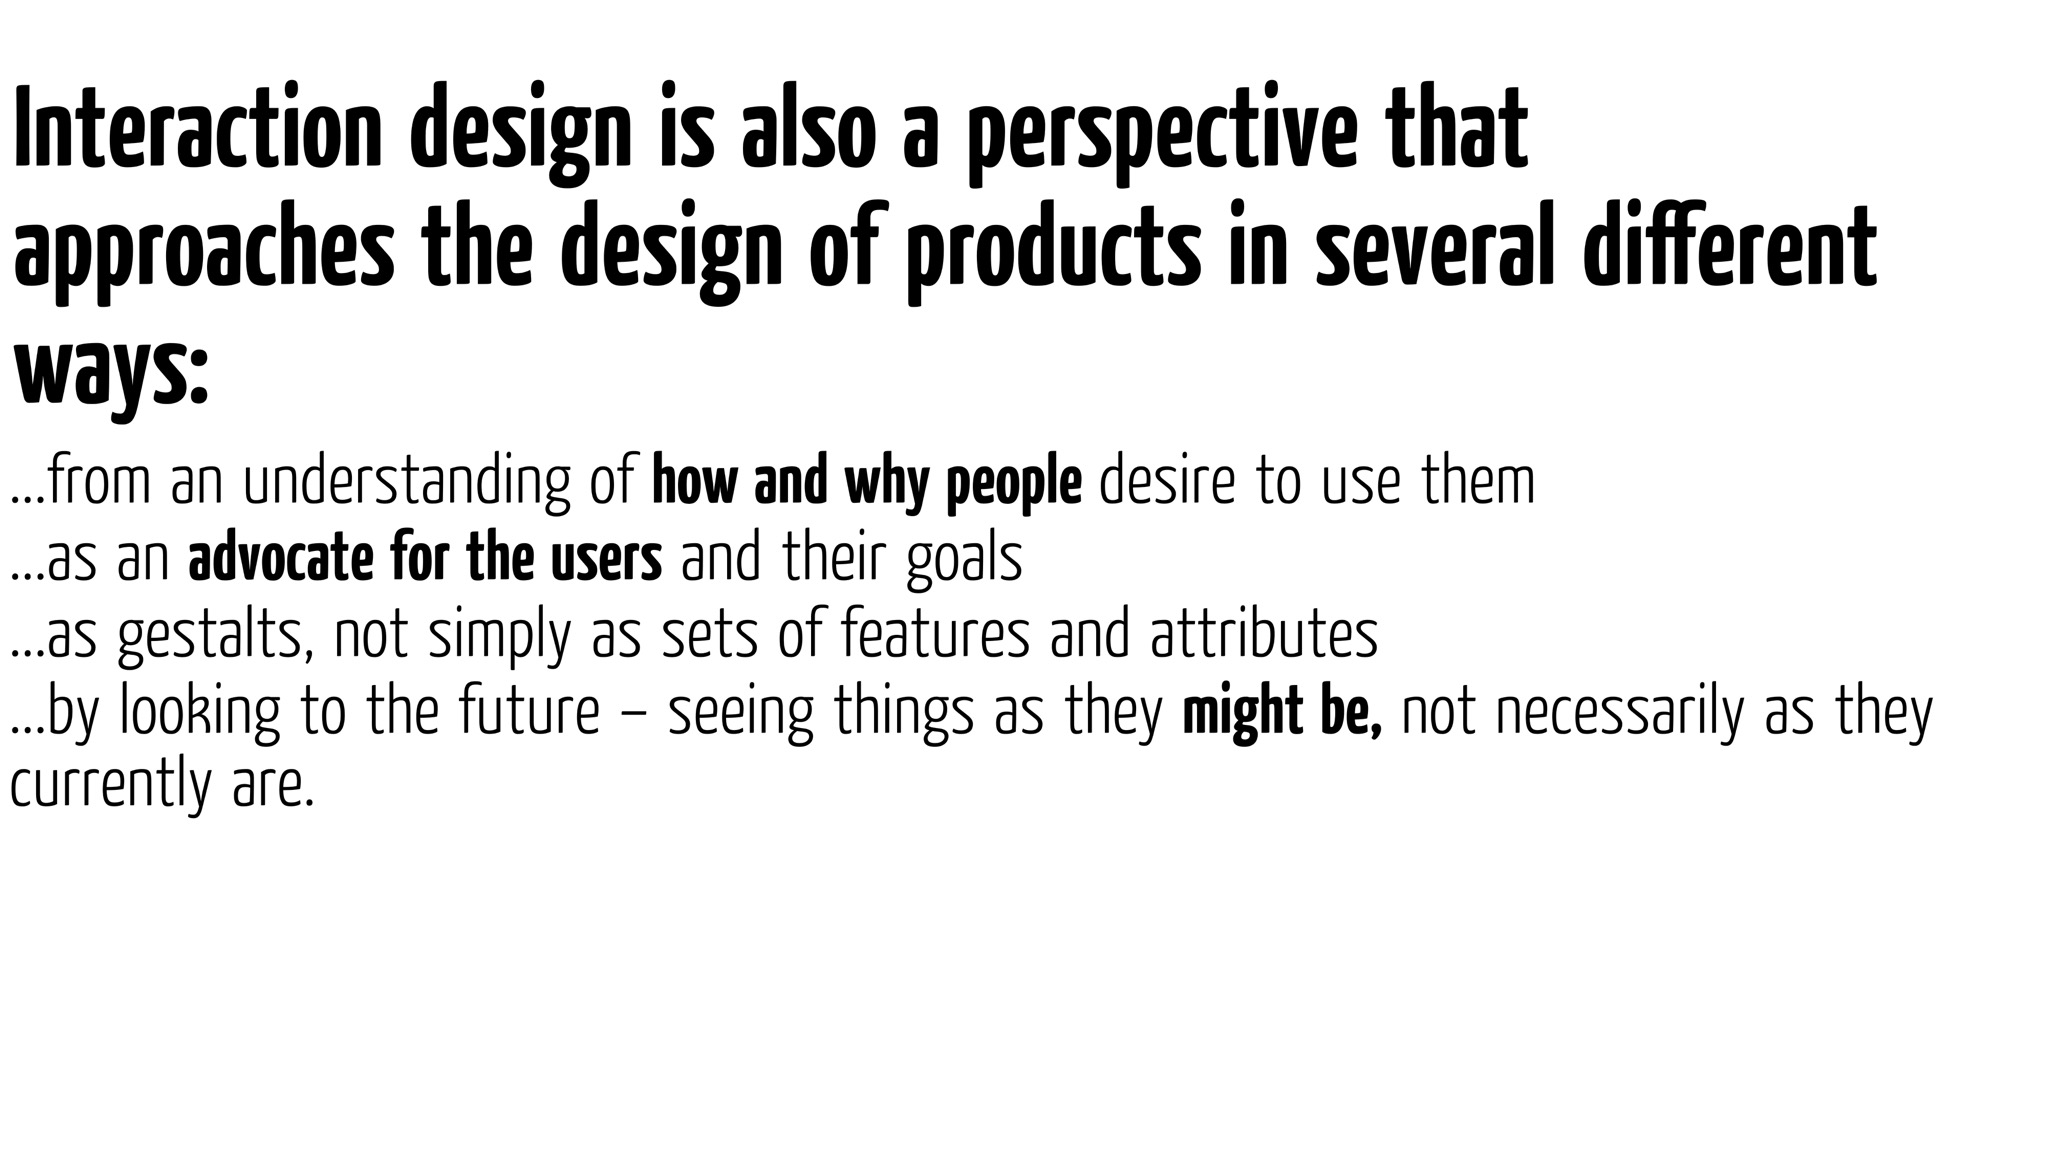 Interaction design is also a perspective that
approaches the design of products in several different
ways:
…from an understanding of how and why people desire to use them
…as an advocate for the users and their goals
…as gestalts, not simply as sets of features and attributes
…by looking to the future – seeing things as they might be, not necessarily as they
currently are.